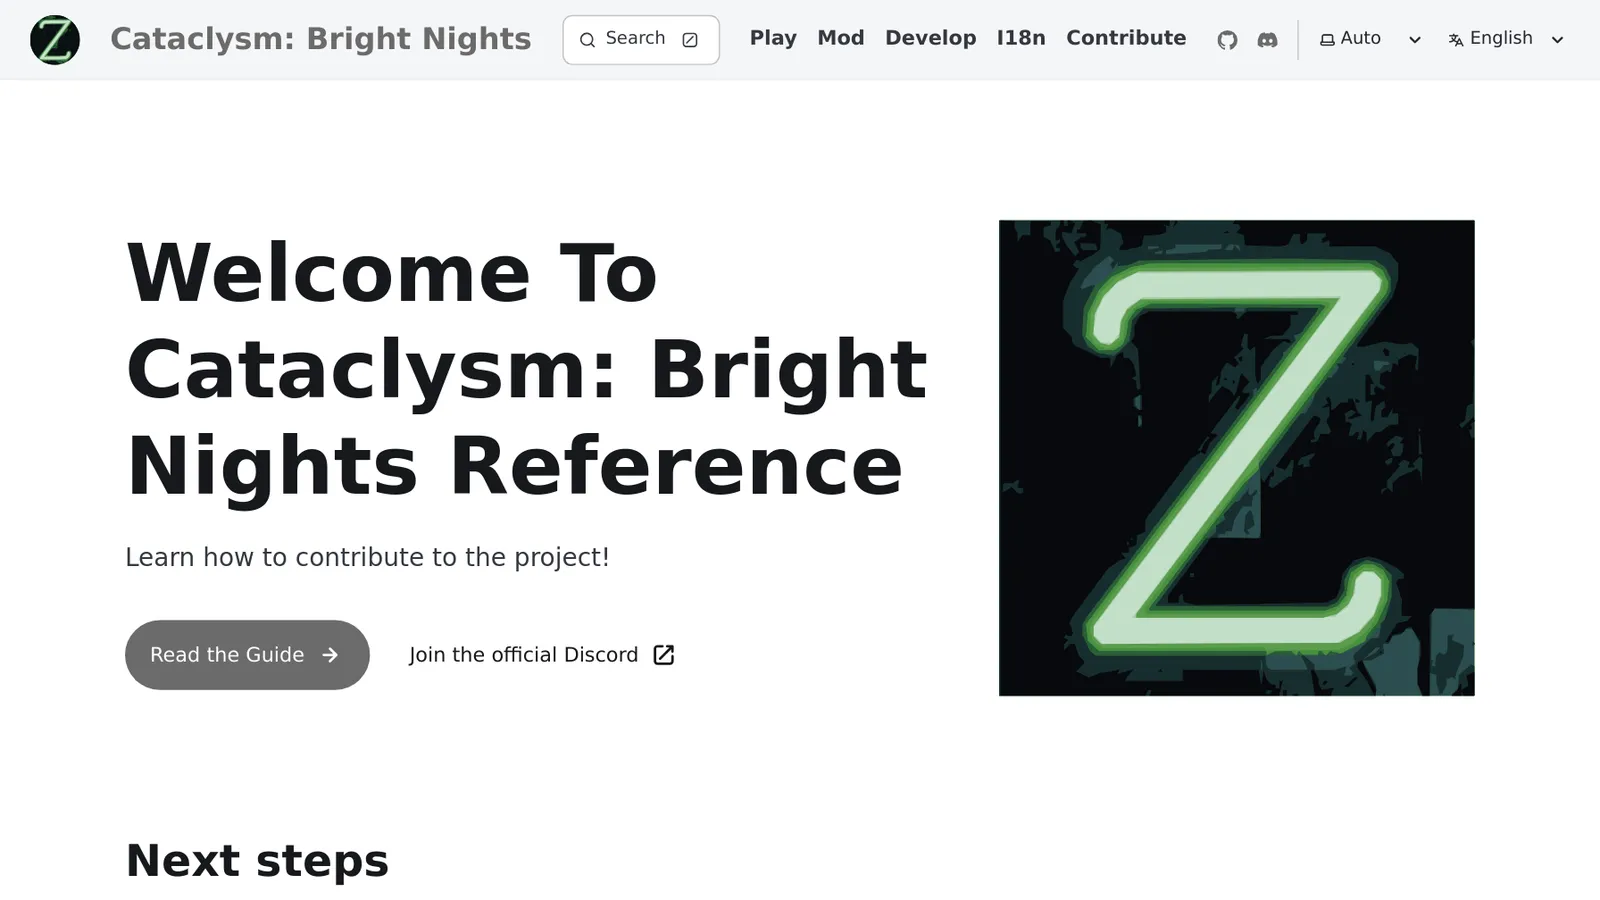 Z
Cataclysm: Bright Nights
Search
Play
Mod
Develop
I18n
Contribute
Auto
English
Welcome To
Cataclysm: Bright
Nights Reference
Learn how to contribute to the project!
Read the Guide
Join the official Discord
Z
Next steps